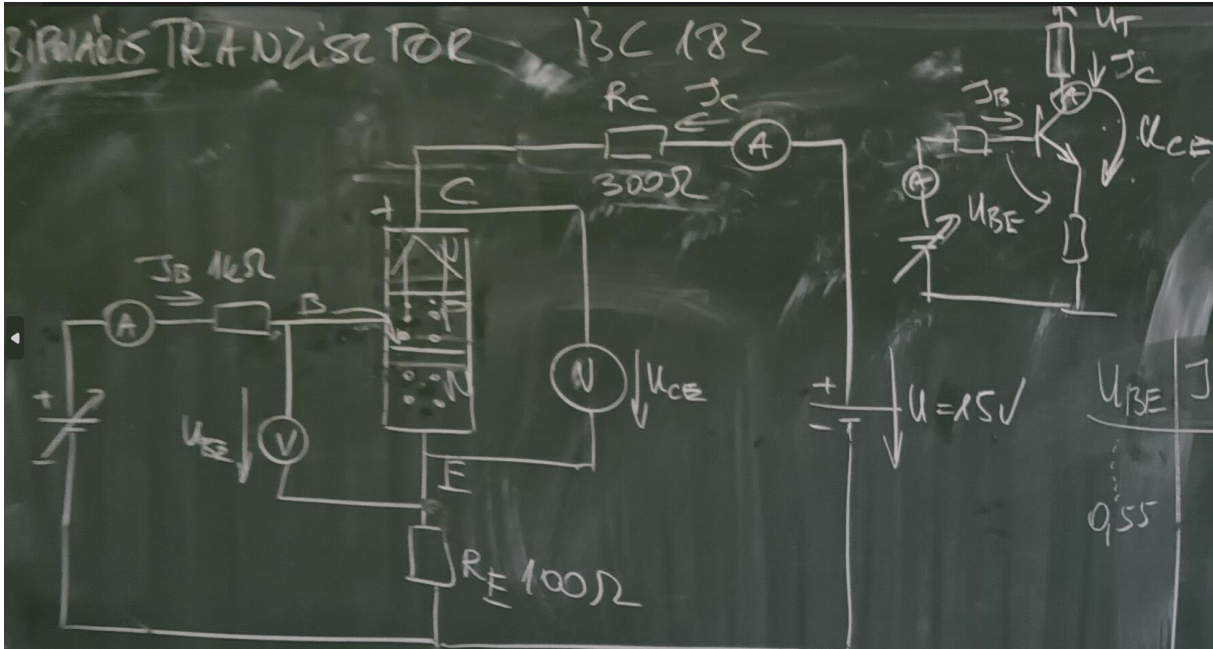 BIPOLÁRIS TRANZISZTOR BC 182
UT
JC
A
UCE
JB
A
UBE
RC JC
300Ω
A
+ C
N
P
N
JB 1kΩ
A
B
UBE
V
UCE
E
RE 100Ω
+
-
+
-
U=15V
UBE J
0,55